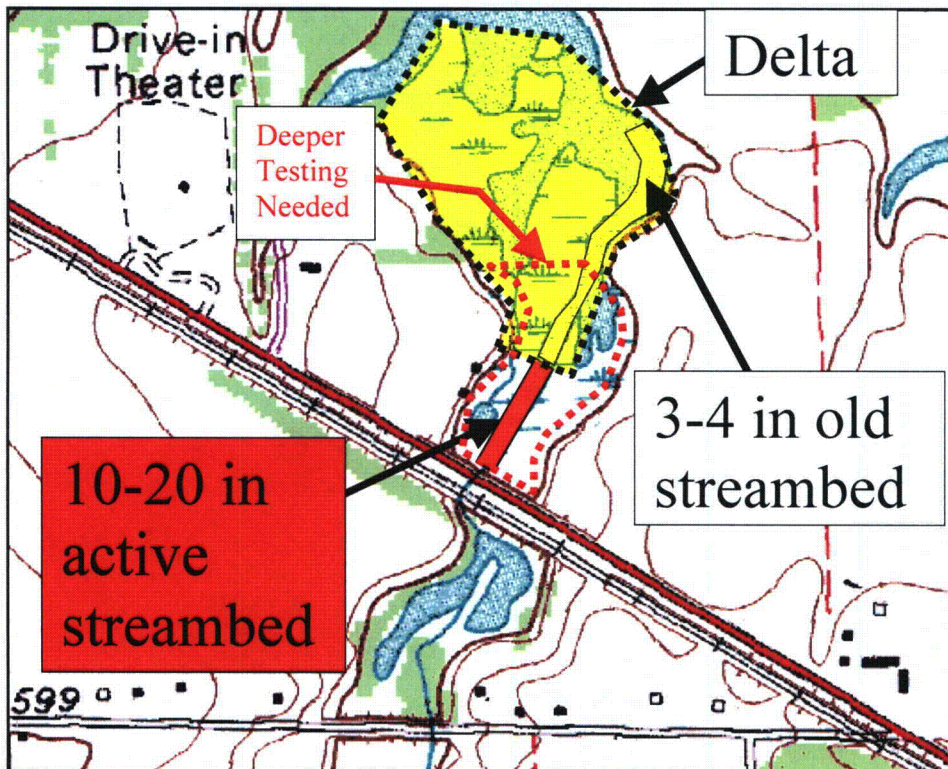 Drive-in
Theater
Delta
Deeper
Testing
Needed
3-4 in old
streambed
10-20 in
active
streambed
599